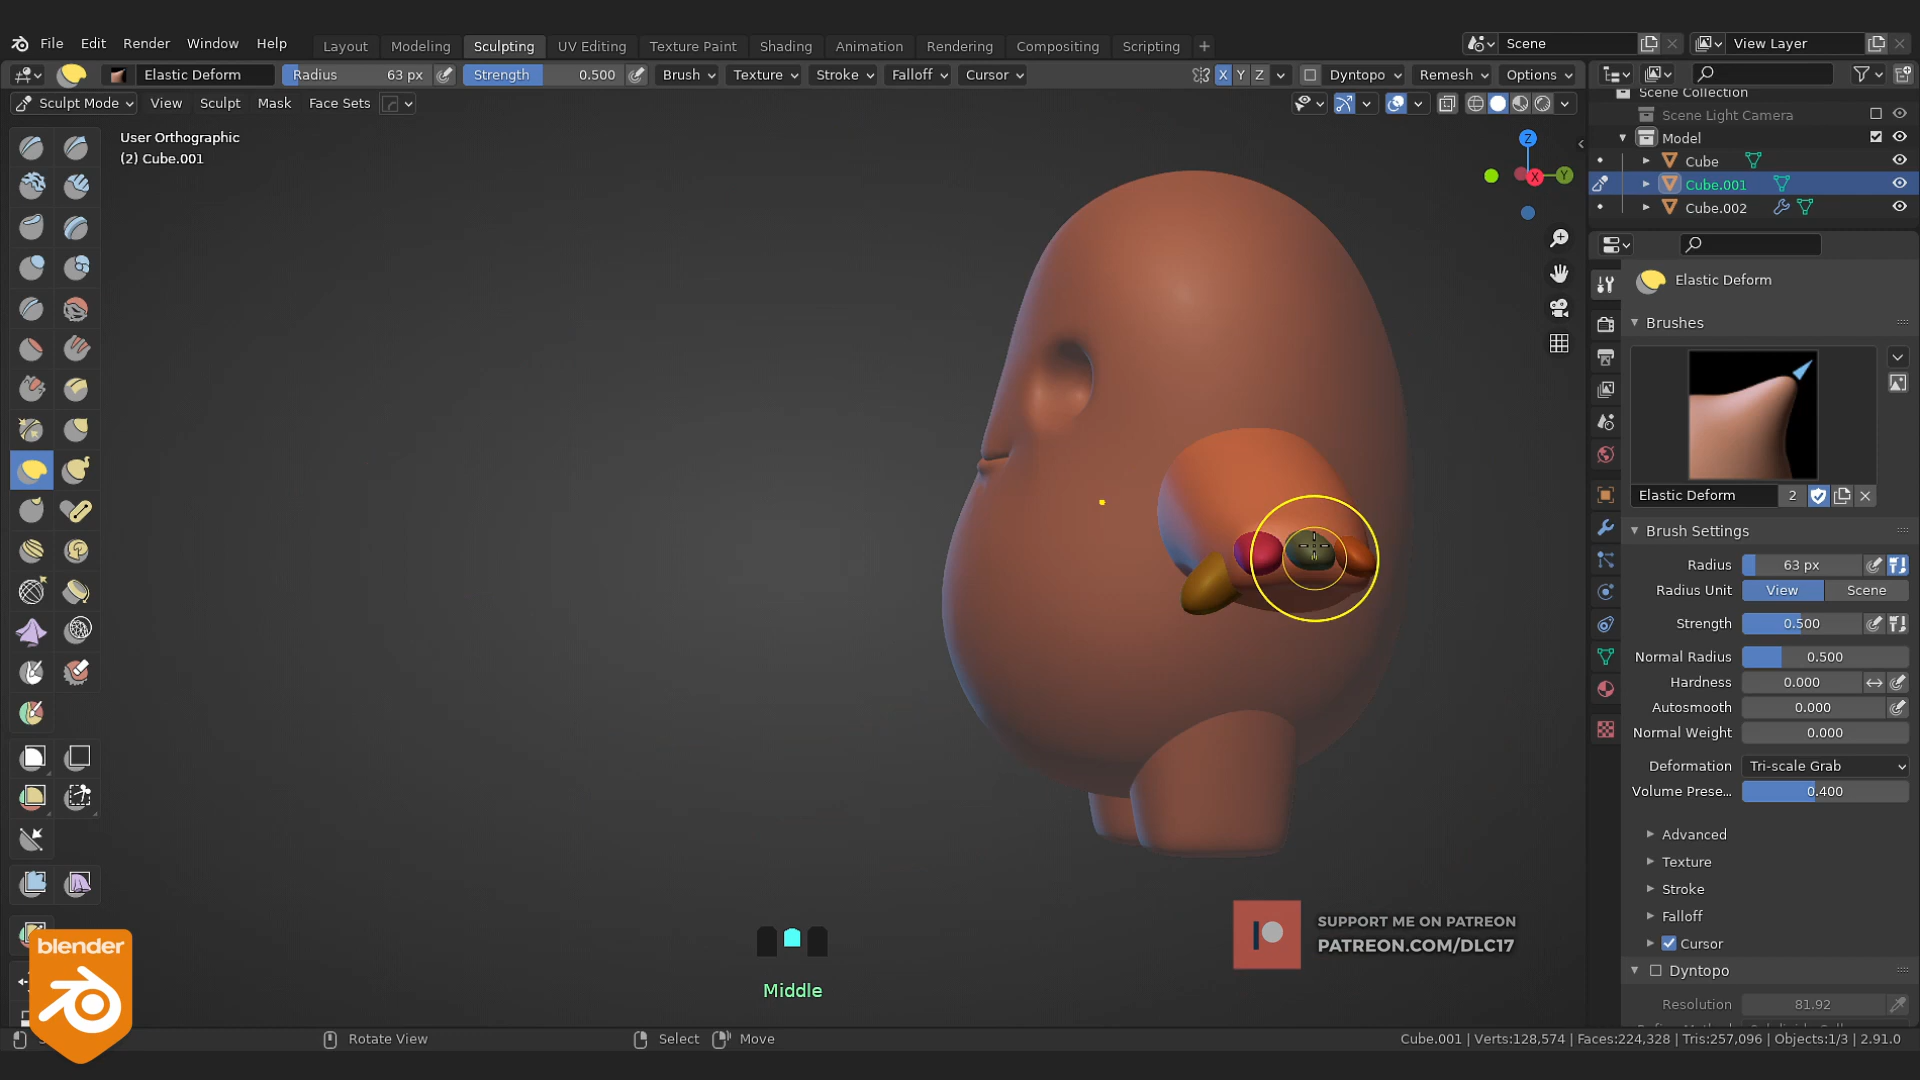 File Edit Render Window Help Layout Modeling Sculpting UV Editing Texture Paint Shading Animation Rendering Compositing Scripting + Scene View Layer
Elastic Deform Radius 63 px Strength 0.500 Brush Texture Stroke Falloff Cursor X Y Z Dyntopo Remesh Options
Sculpt Mode View Sculpt Mask Face Sets
Scene Collection
User Orthographic
(2) Cube.001
Scene Light Camera
Model
Cube
Cube.001
Cube.002
Z
X
Y
Elastic Deform
Brushes
Elastic Deform 2
Brush Settings
Radius 63 px
Radius Unit View Scene
Strength 0.500
Normal Radius 0.500
Hardness 0.000
Autosmooth 0.000
Normal Weight 0.000
Deformation Tri-scale Grab
Volume Prese... 0.400
Advanced
Texture
Stroke
Falloff
Cursor
Dyntopo
Resolution 81.92
SUPPORT ME ON PATREON
PATREON.COM/DLC17
blender
Middle
Rotate View Select Move
Cube.001 | Verts:128,574 | Faces:224,328 | Tris:257,096 | Objects:1/3 | 2.91.0